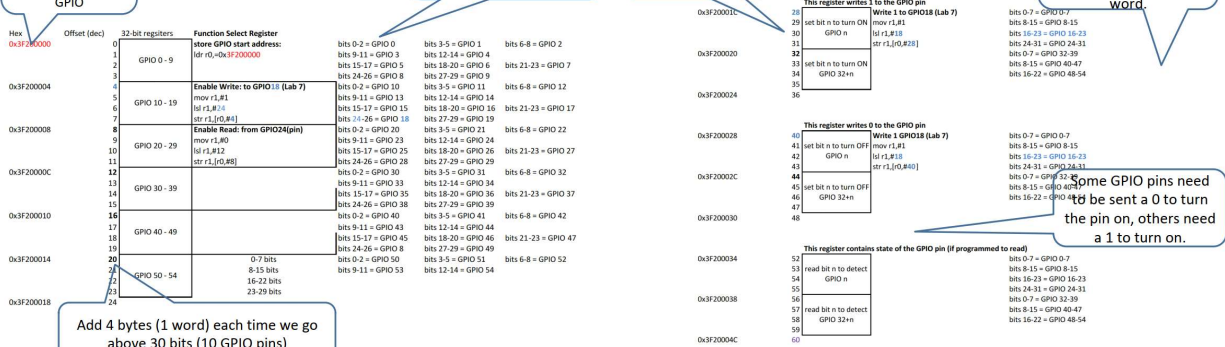 GPIO
Hex Offset (dec) 32-bit regsiters Function Select Register
0x3F200000 0 store GPIO start address: bits 0-2 = GPIO 0 bits 3-5 = GPIO 1 bits 6-8 = GPIO 2
1 ldr r0,=0x3F200000 bits 9-11 = GPIO 3 bits 12-14 = GPIO 4
GPIO 0 - 9
2 bits 15-17 = GPIO 5 bits 18-20 = GPIO 6 bits 21-23 = GPIO 7
3 bits 24-26 = GPIO 8 bits 27-29 = GPIO 9
0x3F200004 4 Enable Write: to GPIO18 (Lab 7) bits 0-2 = GPIO 10 bits 3-5 = GPIO 11 bits 6-8 = GPIO 12
5 GPIO 10 - 19 mov r1,#1 bits 9-11 = GPIO 13 bits 12-14 = GPIO 14
6 lsl r1,#24 bits 15-17 = GPIO 15 bits 18-20 = GPIO 16 bits 21-23 = GPIO 17
7 str r1,[r0,#4] bits 24-26 = GPIO 18 bits 27-29 = GPIO 19
0x3F200008 8 Enable Read: from GPIO24(pin) bits 0-2 = GPIO 20 bits 3-5 = GPIO 21 bits 6-8 = GPIO 22
9 mov r1,#0 bits 9-11 = GPIO 23 bits 12-14 = GPIO 24
10 GPIO 20 - 29 lsl r1,#12 bits 15-17 = GPIO 25 bits 18-20 = GPIO 26 bits 21-23 = GPIO 27
11 str r1,[r0,#8] bits 24-26 = GPIO 28 bits 27-29 = GPIO 29
0x3F20000C 12 bits 0-2 = GPIO 30 bits 3-5 = GPIO 31 bits 6-8 = GPIO 32
13 GPIO 30 - 39 bits 9-11 = GPIO 33 bits 12-14 = GPIO 34
14 bits 15-17 = GPIO 35 bits 18-20 = GPIO 36 bits 21-23 = GPIO 37
15 bits 24-26 = GPIO 38 bits 27-29 = GPIO 39
0x3F200010 16 bits 0-2 = GPIO 40 bits 3-5 = GPIO 41 bits 6-8 = GPIO 42
17 GPIO 40 - 49 bits 9-11 = GPIO 43 bits 12-14 = GPIO 44
18 bits 15-17 = GPIO 45 bits 18-20 = GPIO 46 bits 21-23 = GPIO 47
19 bits 24-26 = GPIO 8 bits 27-29 = GPIO 49
0x3F200014 20 0-7 bits bits 0-2 = GPIO 50 bits 3-5 = GPIO 51 bits 6-8 = GPIO 52
21 GPIO 50 - 54 8-15 bits bits 9-11 = GPIO 53 bits 12-14 = GPIO 54
22 16-22 bits
23 23-29 bits
0x3F200018 24
Add 4 bytes (1 word) each time we go
above 30 bits (10 GPIO pins)
This register writes 1 to the GPIO pin
word.
0x3F20001C 28 Write 1 to GPIO18 (Lab 7) bits 0-7 = GPIO 0-7
29 set bit n to turn ON mov r1,#1 bits 8-15 = GPIO 8-15
30 GPIO n lsl r1,#18 bits 16-23 = GPIO 16-23
31 str r1,[r0,#28] bits 24-31 = GPIO 24-31
0x3F200020 32 bits 0-7 = GPIO 32-39
33 set bit n to turn ON bits 8-15 = GPIO 40-47
34 GPIO 32+n bits 16-22 = GPIO 48-54
35
0x3F200024 36
This register writes 0 to the GPIO pin
0x3F200028 40 Write 1 GPIO18 (Lab 7) bits 0-7 = GPIO 0-7
41 set bit n to turn OFF mov r1,#1 bits 8-15 = GPIO 8-15
42 GPIO n lsl r1,#18 bits 16-23 = GPIO 16-23
43 str r1,[r0,#40] bits 24-31 = GPIO 24-31
0x3F20002C 44 bits 0-7 = GPIO 32-39
45 set bit n to turn OFF bits 8-15 = GPIO 40-47
46 GPIO 32+n bits 16-22 = GPIO 48-54
47
0x3F200030 48
Some GPIO pins need
to be sent a 0 to turn
the pin on, others need
a 1 to turn on.
This register contains state of the GPIO pin (if programmed to read)
0x3F200034 52 bits 0-7 = GPIO 0-7
53 read bit n to detect bits 8-15 = GPIO 8-15
54 GPIO n bits 16-23 = GPIO 16-23
55 bits 24-31 = GPIO 24-31
0x3F200038 56 bits 0-7 = GPIO 32-39
57 read bit n to detect bits 8-15 = GPIO 40-47
58 GPIO 32+n bits 16-22 = GPIO 48-54
59
0x3F20004C 60